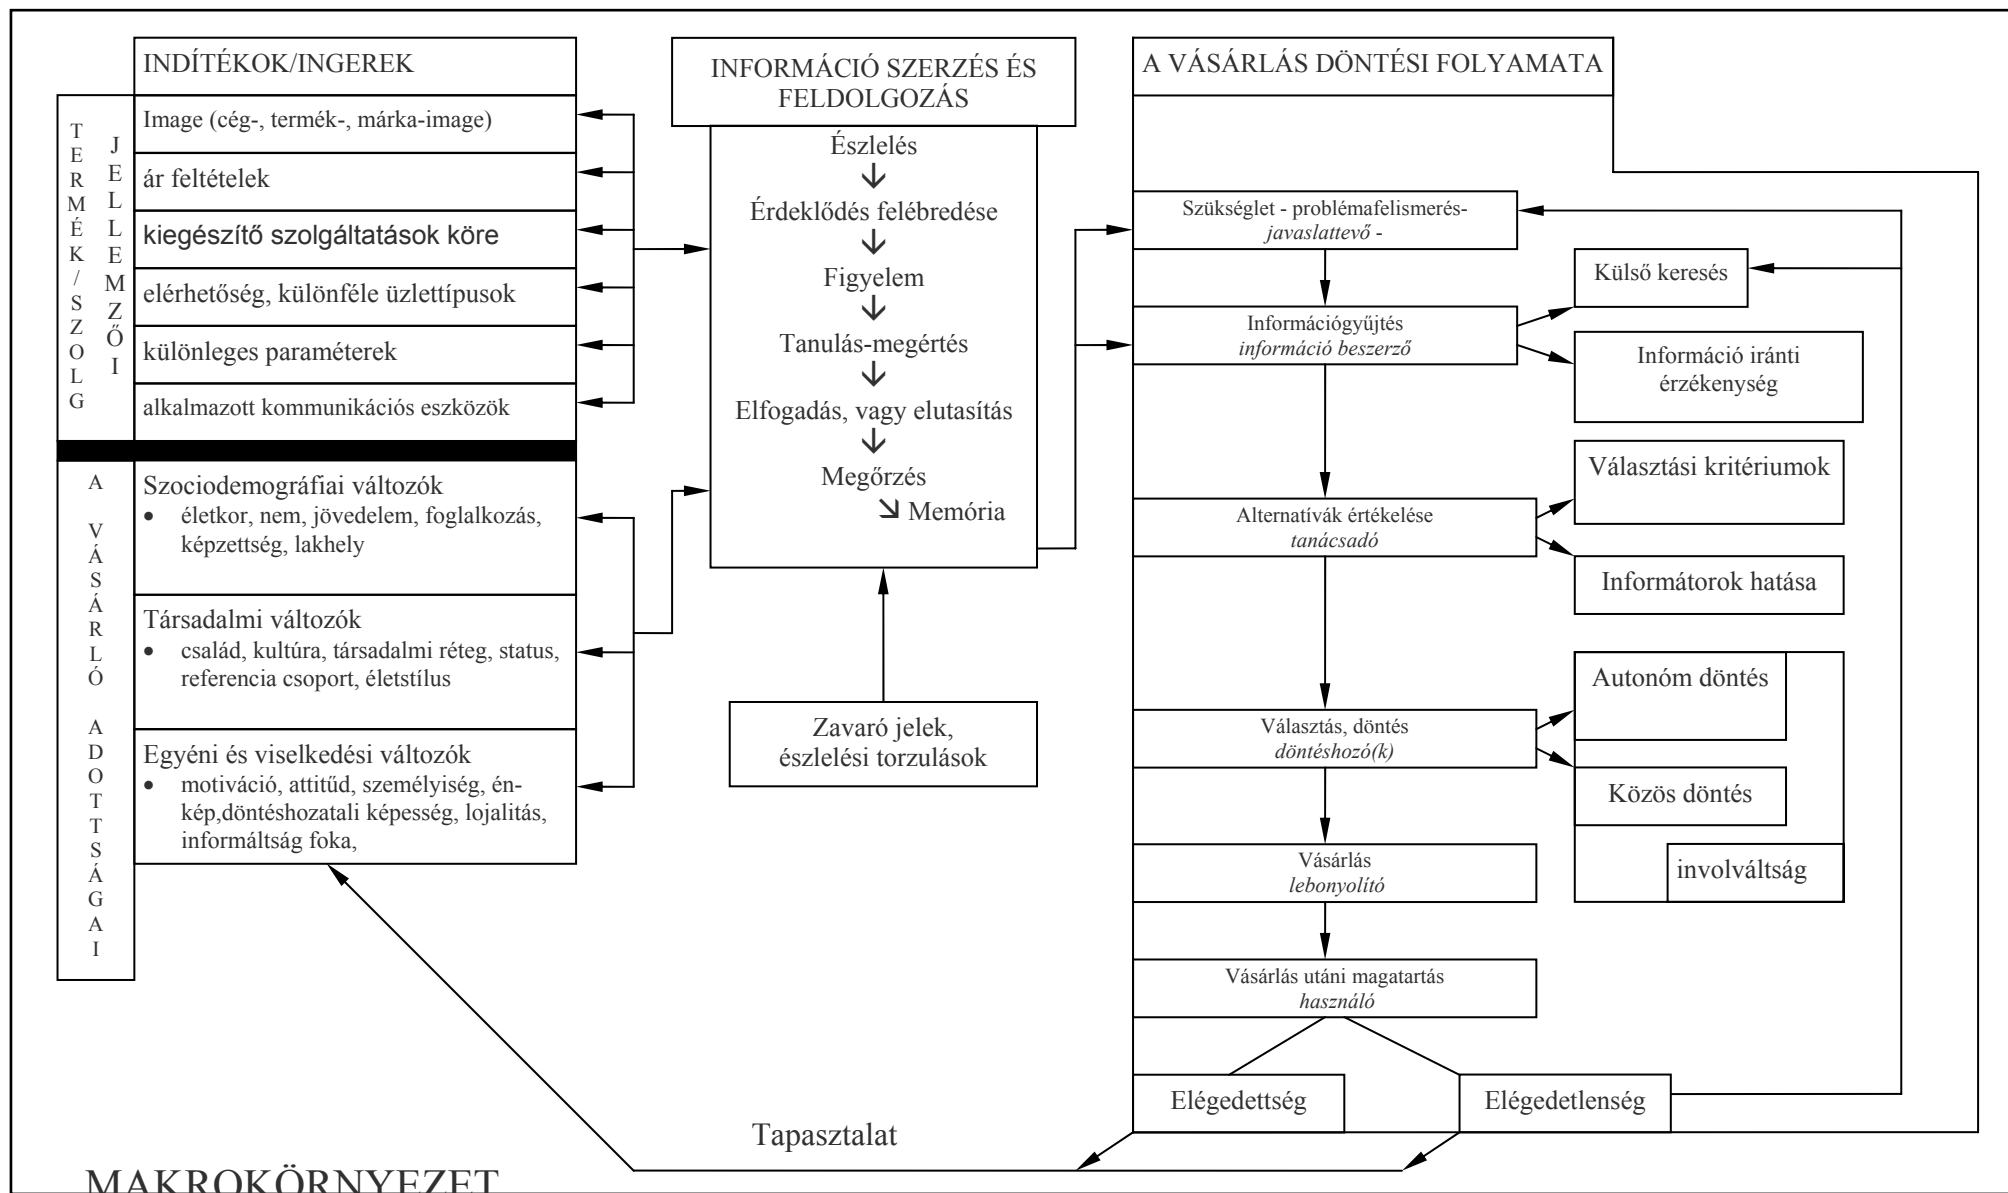 INDÍTÉKOK/INGEREK
TERMÉK/SZOLG
JELLEMZŐI
Image (cég-, termék-, márka-image)
ár feltételek
kiegészítő szolgáltatások köre
elérhetőség, különféle üzlettípusok
különleges paraméterek
alkalmazott kommunikációs eszközök
A VÁSÁRLÓ ADOTTSÁGAI
Szociodemográfiai változók
• életkor, nem, jövedelem, foglalkozás,
képzettség, lakhely
Társadalmi változók
• család, kultúra, társadalmi réteg, status,
referencia csoport, életstílus
Egyéni és viselkedési változók
• motiváció, attitűd, személyiség, én-
kép,döntéshozatali képesség, lojalitás,
informáltság foka,
INFORMÁCIÓ SZERZÉS ÉS
FELDOLGOZÁS
Észlelés
Érdeklődés felébredése
Figyelem
Tanulás-megértés
Elfogadás, vagy elutasítás
Megőrzés
Memória
Zavaró jelek,
észlelési torzulások
A VÁSÁRLÁS DÖNTÉSI FOLYAMATA
Szükséglet - problémafelismerés-
javaslattevő -
Külső keresés
Információgyűjtés
információ beszerző
Információ iránti
érzékenység
Választási kritériumok
Alternatívák értékelése
tanácsadó
Informátorok hatása
Autonóm döntés
Választás, döntés
döntéshozó(k)
Közös döntés
involváltság
Vásárlás
lebonyolító
Vásárlás utáni magatartás
használó
Elégedettség
Elégedetlenség
Tapasztalat
MAKROKÖRNYEZET